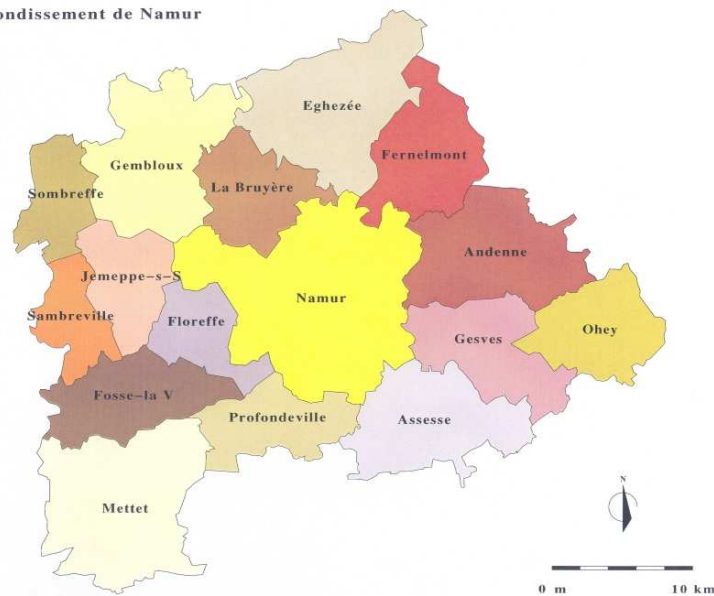 ondissement de Namur
Eghezée
Gembloux
Fernelmont
La Bruyère
Sombreffe
Andenne
Jemeppe-s-S
Namur
Sambreville
Floreffe
Gesves
Ohey
Fosse-la V
Profondeville
Assesse
Mettet
N
0 m 10 km